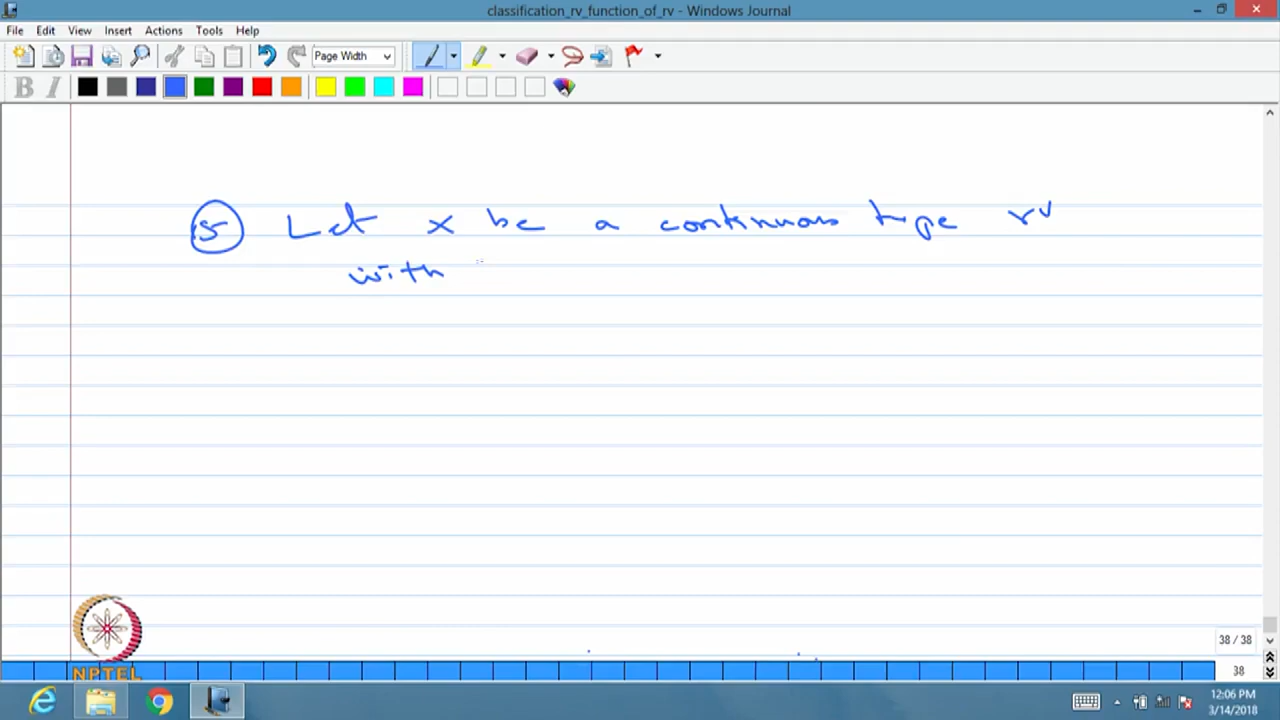 classification_rv_function_of_rv - Windows Journal
File Edit View Insert Actions Tools Help
Page Width
B I
5 Let X be a continuous type rv
with
38 / 38
38
NPTEL
12:06 PM
3/14/2018